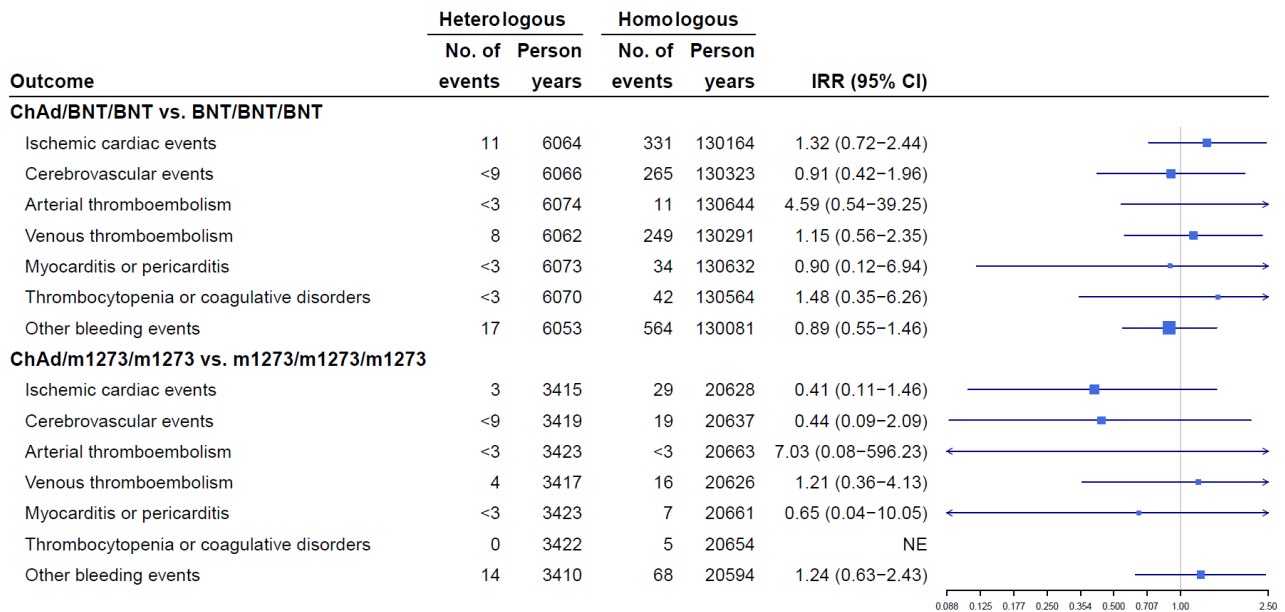 Heterologous Homologous
No. of Person No. of Person
Outcome events years events years IRR (95% CI)
ChAd/BNT/BNT vs. BNT/BNT/BNT
Ischemic cardiac events 11 6064 331 130164 1.32 (0.72−2.44)
Cerebrovascular events <9 6066 265 130323 0.91 (0.42−1.96)
Arterial thromboembolism <3 6074 11 130644 4.59 (0.54−39.25)
Venous thromboembolism 8 6062 249 130291 1.15 (0.56−2.35)
Myocarditis or pericarditis <3 6073 34 130632 0.90 (0.12−6.94)
Thrombocytopenia or coagulative disorders <3 6070 42 130564 1.48 (0.35−6.26)
Other bleeding events 17 6053 564 130081 0.89 (0.55−1.46)
ChAd/m1273/m1273 vs. m1273/m1273/m1273
Ischemic cardiac events 3 3415 29 20628 0.41 (0.11−1.46)
Cerebrovascular events <9 3419 19 20637 0.44 (0.09−2.09)
Arterial thromboembolism <3 3423 <3 20663 7.03 (0.08−596.23)
Venous thromboembolism 4 3417 16 20626 1.21 (0.36−4.13)
Myocarditis or pericarditis <3 3423 7 20661 0.65 (0.04−10.05)
Thrombocytopenia or coagulative disorders 0 3422 5 20654 NE
Other bleeding events 14 3410 68 20594 1.24 (0.63−2.43)
0.088 0.125 0.177 0.250 0.354 0.500 0.707 1.00 2.50